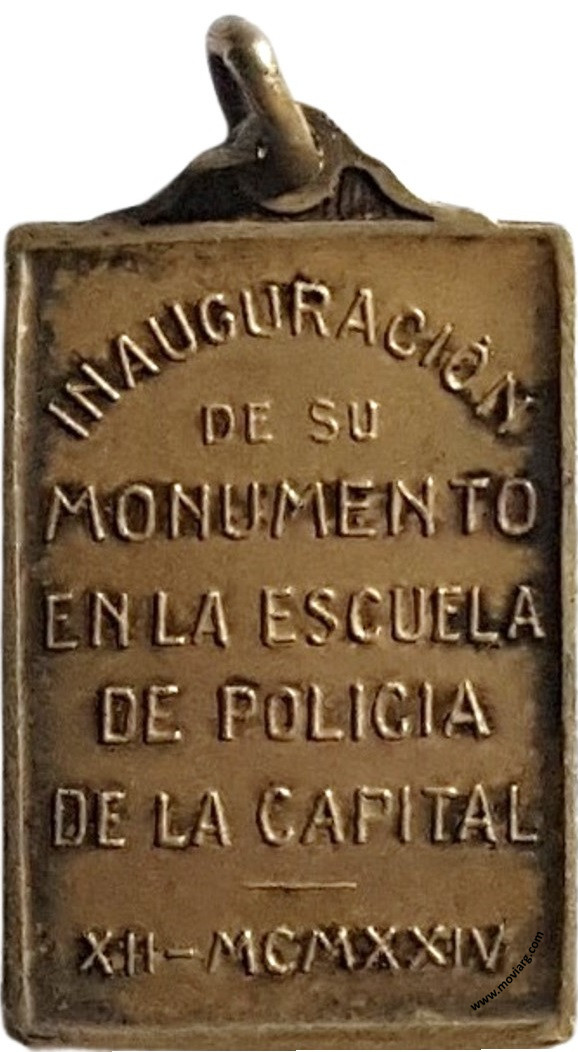 INAUGURACIÓN
DE SU
MONUMENTO
EN LA ESCUELA
DE POLICIA
DE LA CAPITAL
XII-MCMXXIV
www.moviarg.com